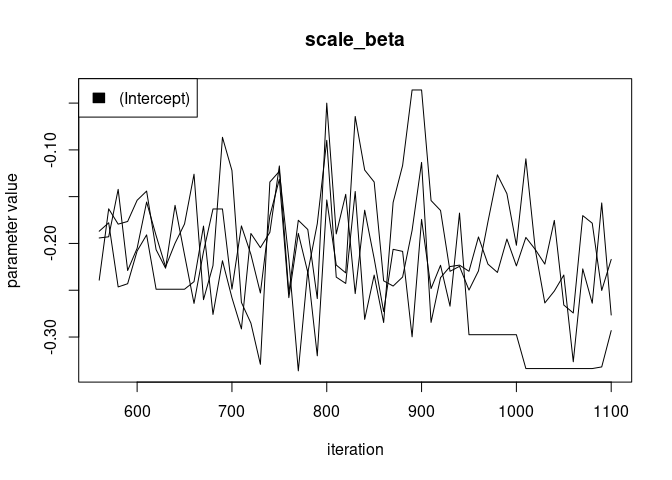 scale_beta
(Intercept)
parameter value
-0.10
-0.20
-0.30
600 700 800 900 1000 1100
iteration